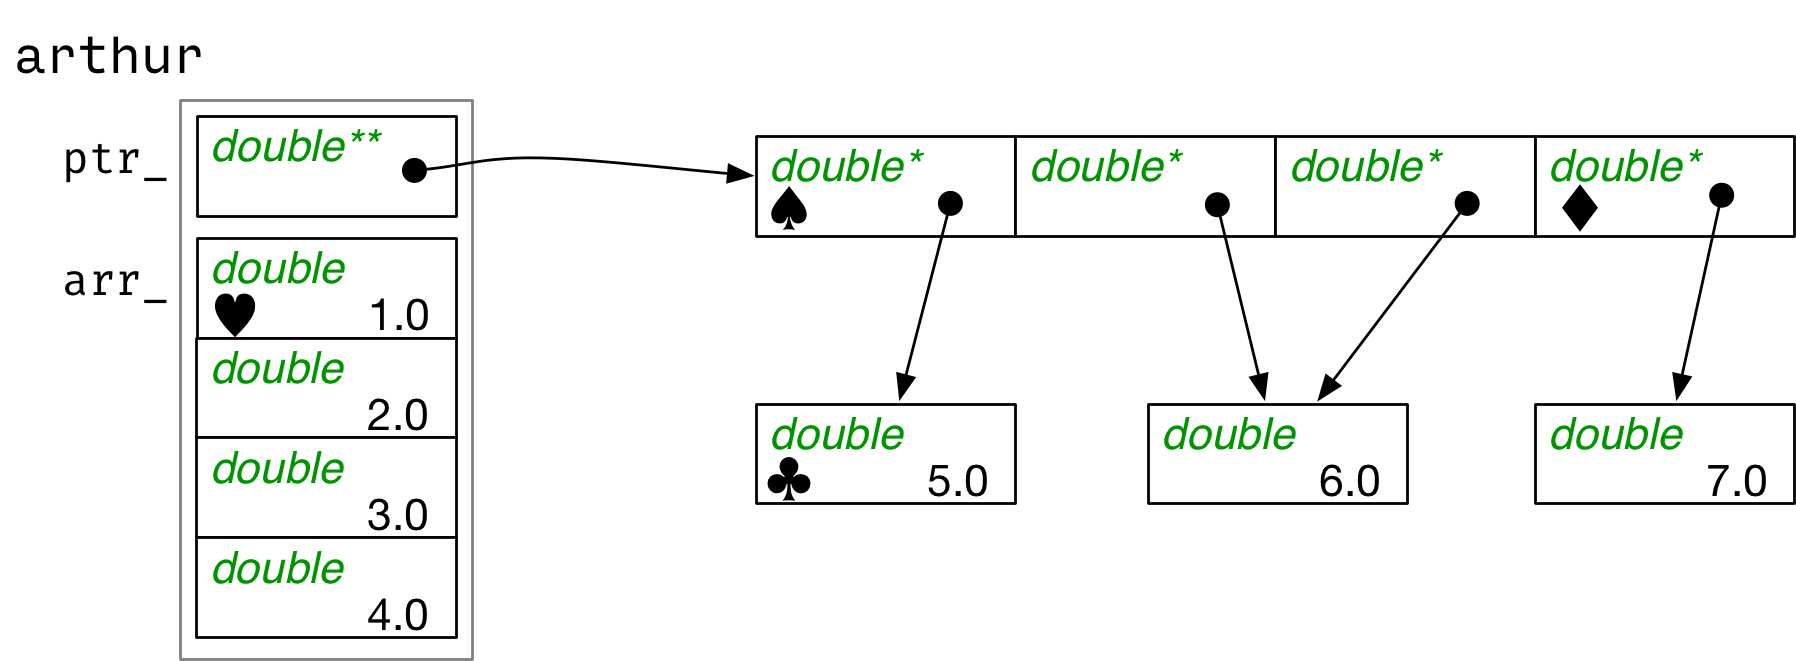 arthur
ptr_
double**
double* double* double* double*
♠ ♦
arr_
double
♥ 1.0
double
2.0
double
3.0
double
4.0
double double double
♣ 5.0 6.0 7.0